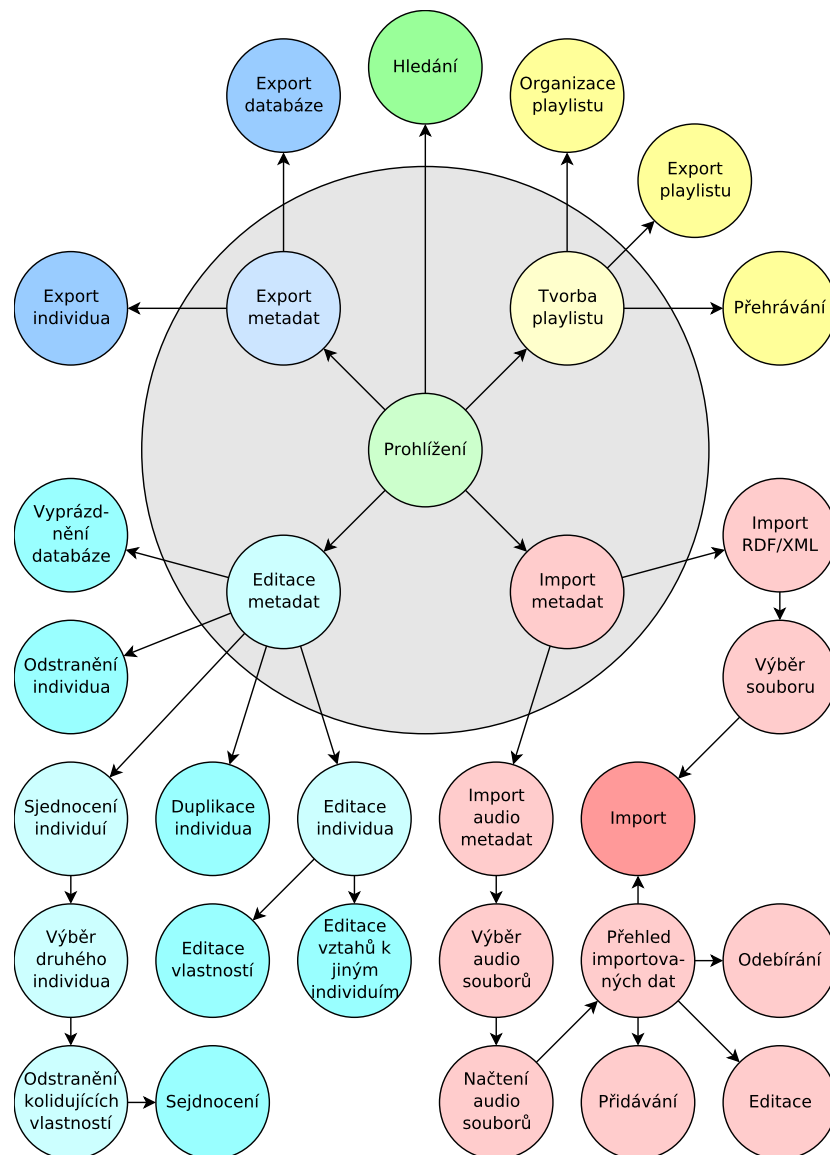 Hledání
Export
databáze
Organizace
playlistu
Export
playlistu
Export
individua
Export
metadat
Tvorba
playlistu
Přehrávání
Prohlížení
Vyprázd-
nění
databáze
Editace
metadat
Import
metadat
Import
RDF/XML
Odstranění
individua
Výběr
souboru
Sjednocení
individuí
Duplikace
individua
Editace
individua
Import
audio
metadat
Import
Výběr
druhého
individua
Editace
vlastností
Editace
vztahů k
jiným
individuím
Výběr
audio
souborů
Přehled
importova-
ných dat
Odebírání
Odstranění
kolidujících
vlastností
Sejdnocení
Načtení
audio
souborů
Přidávání
Editace